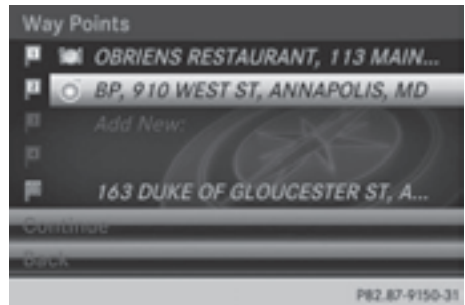 Way Points
OBRIENS RESTAURANT, 113 MAIN...
BP, 910 WEST ST, ANNAPOLIS, MD
Add New:
163 DUKE OF GLOUCESTER ST, A...
Continue
Back
P82.87-9150-31